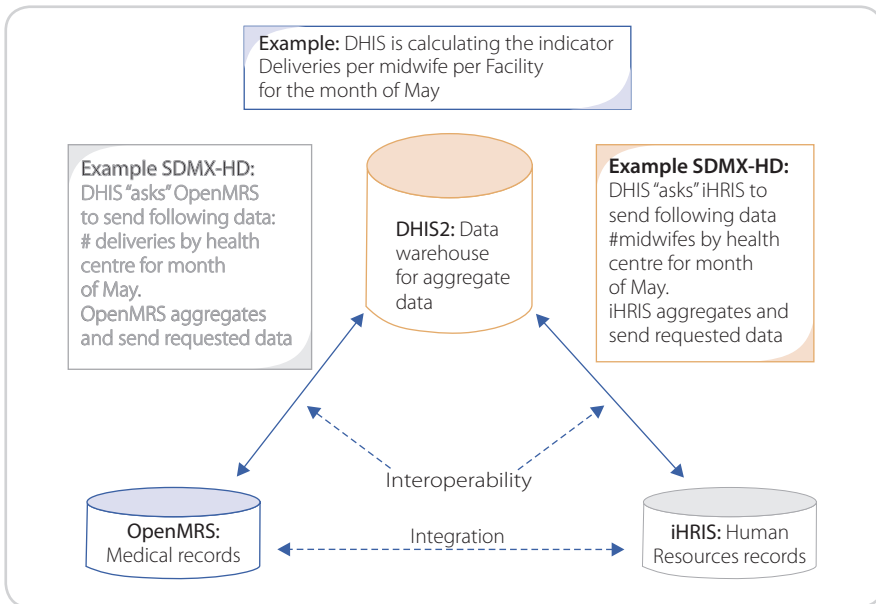 Example: DHIS is calculating the indicator
Deliveries per midwife per Facility
for the month of May
Example SDMX-HD:
DHIS “asks” OpenMRS
to send following data:
# deliveries by health
centre for month
of May.
OpenMRS aggregates
and send requested data
DHIS2: Data
warehouse
for aggregate
data
Example SDMX-HD:
DHIS “asks” iHRIS to
send following data
#midwifes by health
centre for month
of May.
iHRIS aggregates and
send requested data
Interoperability
OpenMRS:
Medical records
Integration
iHRIS: Human
Resources records